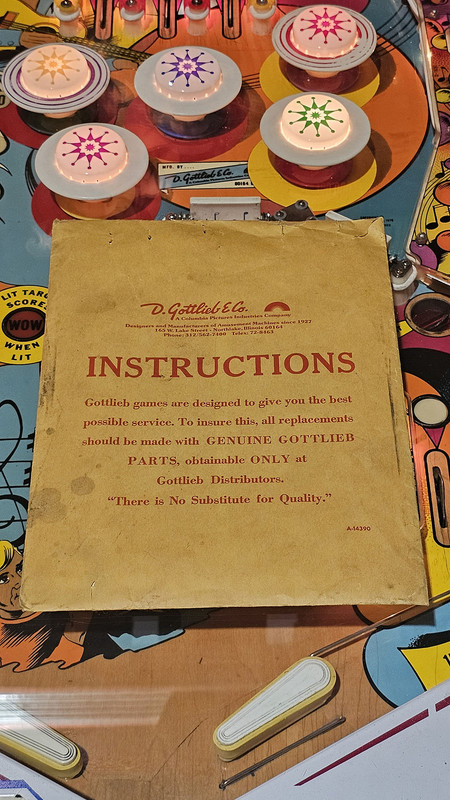 MFG. BY
D. Gottlieb & Co.
D. Gottlieb & Co.
A Columbia Pictures Industries Company
Designers and Manufacturers of Amusement Machines since 1927
165 W. Lake Street - Northlake, Illinois 60164
Phone: 312/562-7400 Telex: 72-8463
INSTRUCTIONS
Gottlieb games are designed to give you the best
possible service. To insure this, all replacements
should be made with GENUINE GOTTLIEB
PARTS, obtainable ONLY at
Gottlieb Distributors.
"There is No Substitute for Quality."
A-14390
LIT
SCORE
WOW
WHEN
LIT